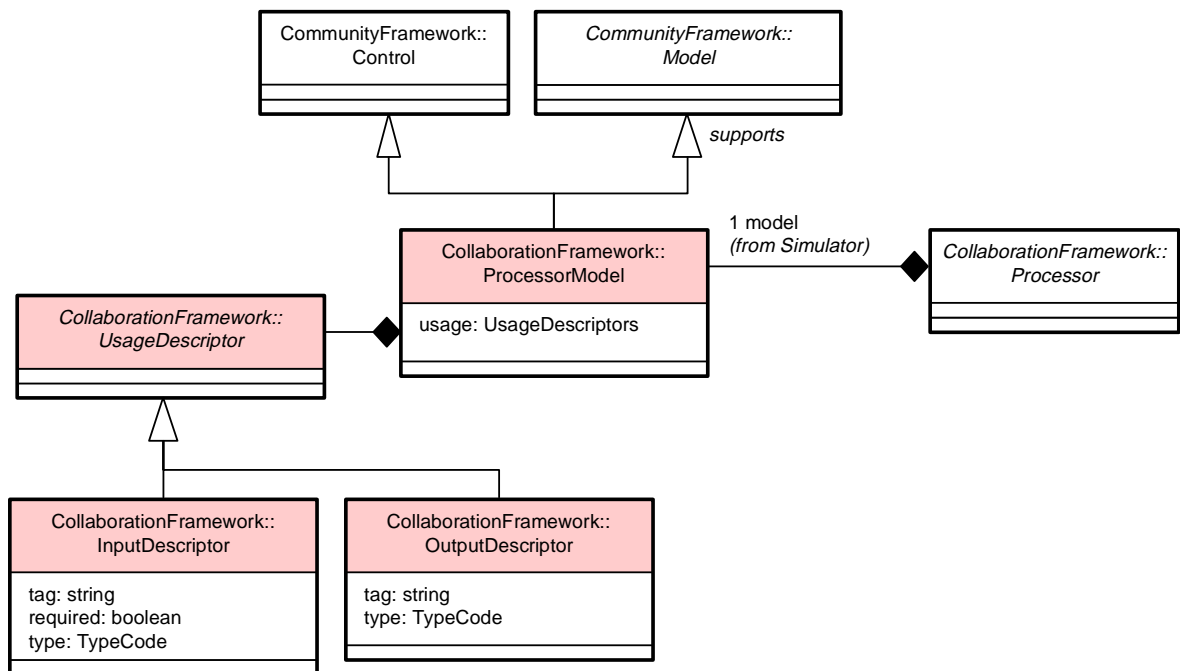 CommunityFramework::
Control
CommunityFramework::
Model
supports
1 model
(from Simulator)
CollaborationFramework::
ProcessorModel
usage: UsageDescriptors
CollaborationFramework::
Processor
CollaborationFramework::
UsageDescriptor
CollaborationFramework::
InputDescriptor
tag: string
required: boolean
type: TypeCode
CollaborationFramework::
OutputDescriptor
tag: string
type: TypeCode